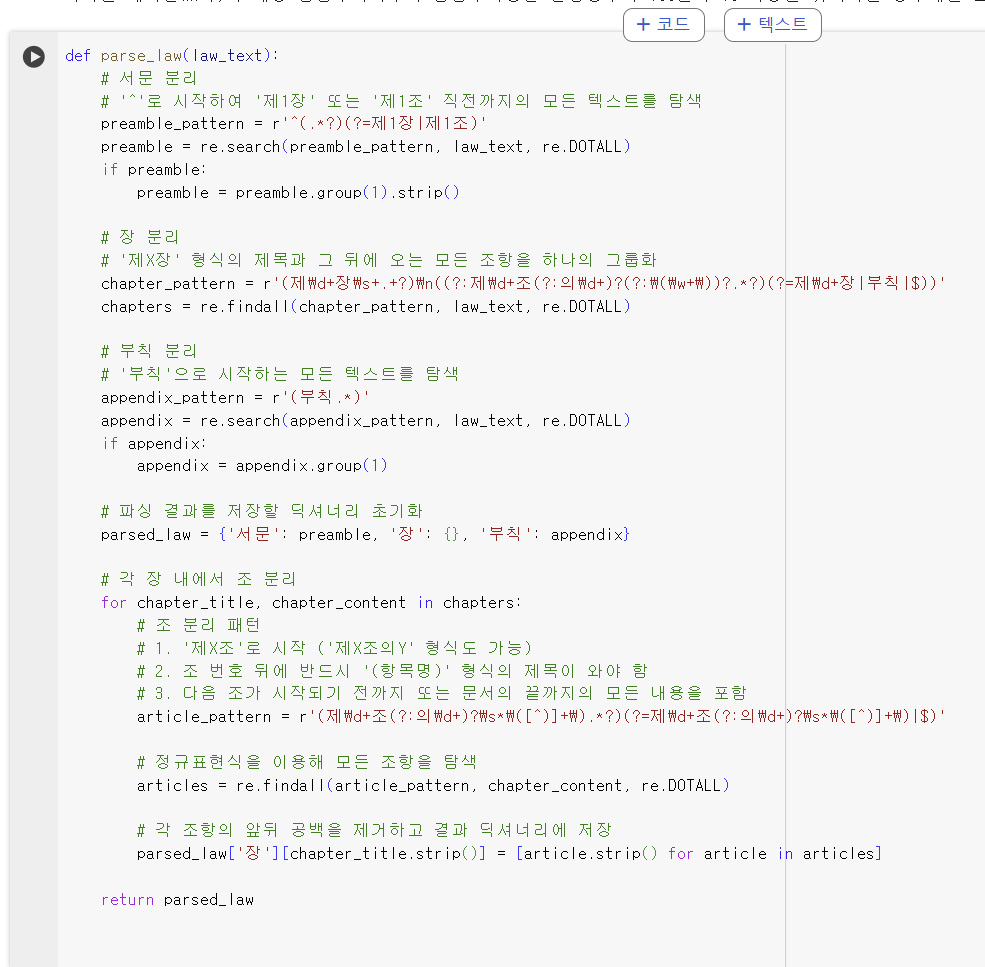 + 코드
+ 텍스트
def parse_law(law_text):
    # 서문 분리
    # '^'로 시작하여 '제1장' 또는 '제1조' 직전까지의 모든 텍스트를 탐색
    preamble_pattern = r'^(.*?)(?=제1장|제1조)'
    preamble = re.search(preamble_pattern, law_text, re.DOTALL)
    if preamble:
        preamble = preamble.group(1).strip()
    # 장 분리
    # '제X장' 형식의 제목과 그 뒤에 오는 모든 조항을 하나의 그룹화
    chapter_pattern = r'(제₩d+장₩s+.+?)₩n((?:제₩d+조(?:의₩d+)?(?:₩(₩w+₩))?.*?)(?=제₩d+장|부칙|$))'
    chapters = re.findall(chapter_pattern, law_text, re.DOTALL)
    # 부칙 분리
    # '부칙'으로 시작하는 모든 텍스트를 탐색
    appendix_pattern = r'(부칙.*)'
    appendix = re.search(appendix_pattern, law_text, re.DOTALL)
    if appendix:
        appendix = appendix.group(1)
    # 파싱 결과를 저장할 딕셔너리 초기화
    parsed_law = {'서문': preamble, '장': {}, '부칙': appendix}
    # 각 장 내에서 조 분리
    for chapter_title, chapter_content in chapters:
        # 조 분리 패턴
        # 1. '제X조'로 시작 ('제X조의Y' 형식도 가능)
        # 2. 조 번호 뒤에 반드시 '(항목명)' 형식의 제목이 와야 함
        # 3. 다음 조가 시작되기 전까지 또는 문서의 끝까지의 모든 내용을 포함
        article_pattern = r'(제₩d+조(?:의₩d+)?₩s*₩([^)]+₩).*?)(?=제₩d+조(?:의₩d+)?₩s*₩([^)]+₩)|$)'
        # 정규표현식을 이용해 모든 조항을 탐색
        articles = re.findall(article_pattern, chapter_content, re.DOTALL)
        # 각 조항의 앞뒤 공백을 제거하고 결과 딕셔너리에 저장
        parsed_law['장'][chapter_title.strip()] = [article.strip() for article in articles]
    return parsed_law